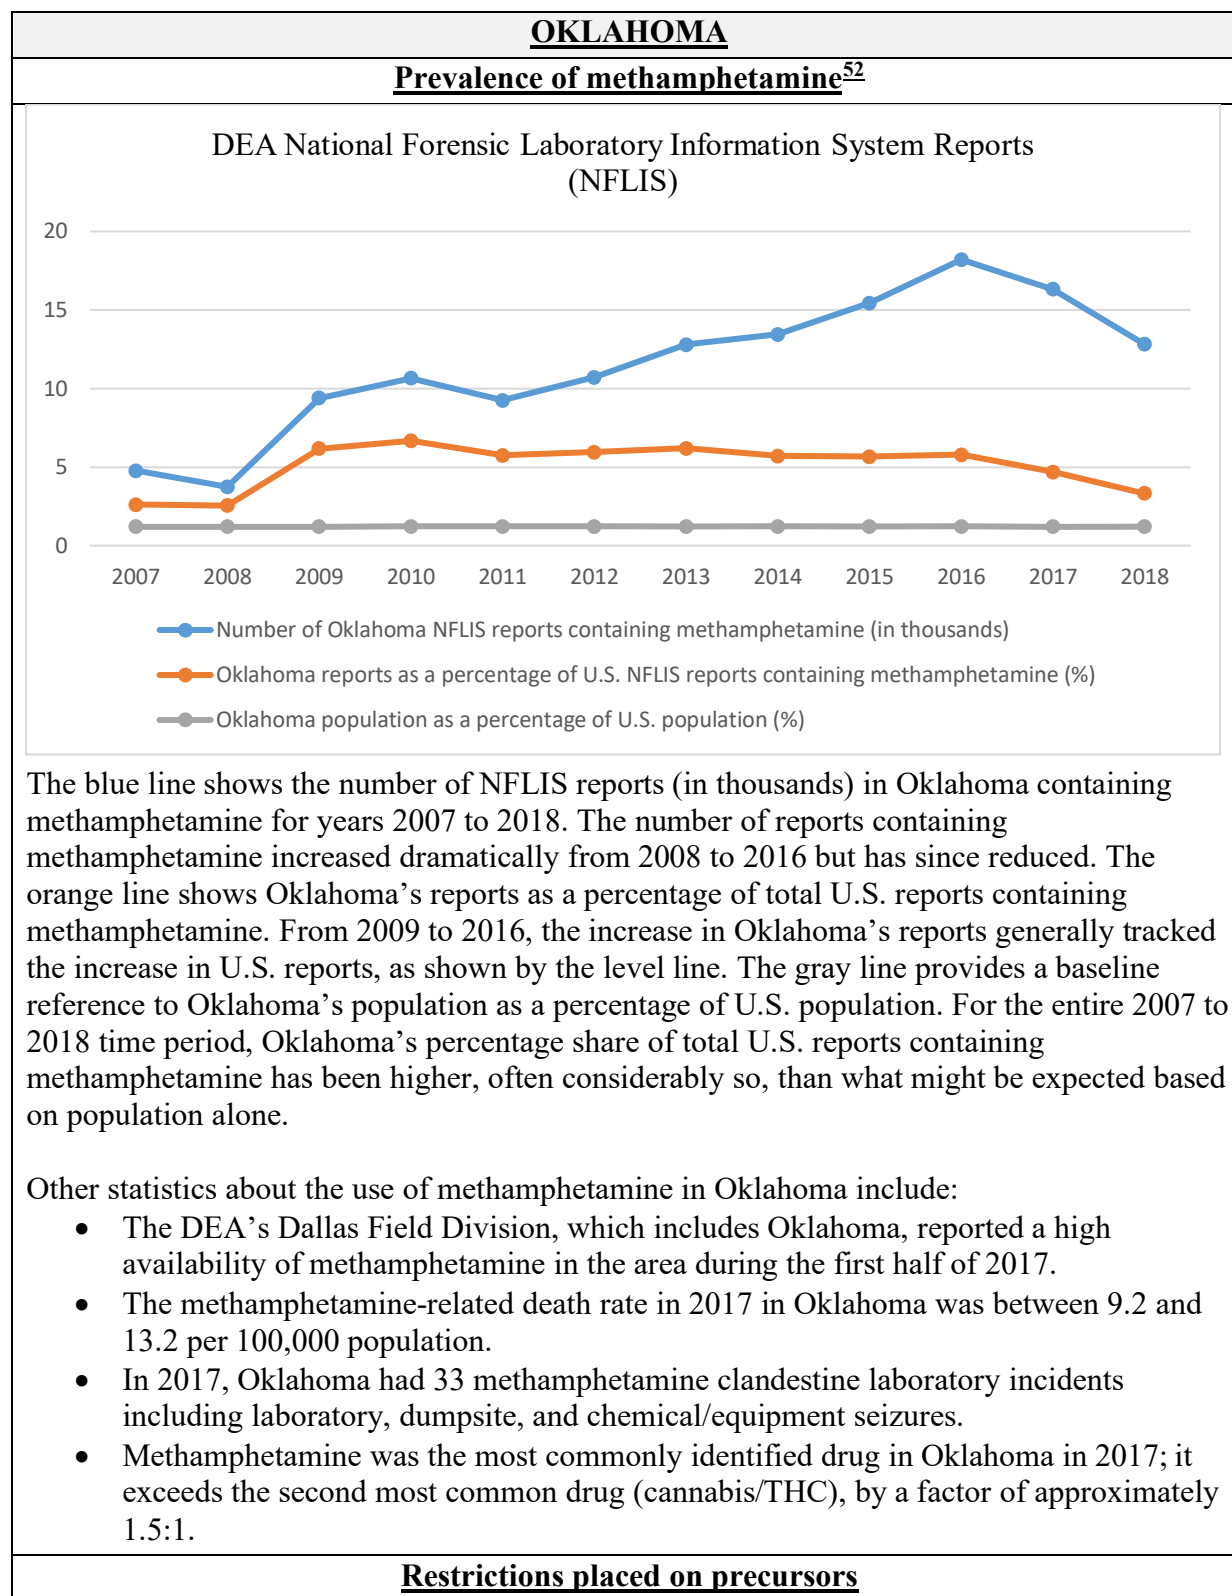 OKLAHOMA
Prevalence of methamphetamine52
DEA National Forensic Laboratory Information System Reports
(NFLIS)
20
15
10
5
0
2007 2008 2009 2010 2011 2012 2013 2014 2015 2016 2017 2018
Number of Oklahoma NFLIS reports containing methamphetamine (in thousands)
Oklahoma reports as a percentage of U.S. NFLIS reports containing methamphetamine (%)
Oklahoma population as a percentage of U.S. population (%)
The blue line shows the number of NFLIS reports (in thousands) in Oklahoma containing
methamphetamine for years 2007 to 2018. The number of reports containing
methamphetamine increased dramatically from 2008 to 2016 but has since reduced. The
orange line shows Oklahoma’s reports as a percentage of total U.S. reports containing
methamphetamine. From 2009 to 2016, the increase in Oklahoma’s reports generally tracked
the increase in U.S. reports, as shown by the level line. The gray line provides a baseline
reference to Oklahoma’s population as a percentage of U.S. population. For the entire 2007 to
2018 time period, Oklahoma’s percentage share of total U.S. reports containing
methamphetamine has been higher, often considerably so, than what might be expected based
on population alone.
Other statistics about the use of methamphetamine in Oklahoma include:
• The DEA’s Dallas Field Division, which includes Oklahoma, reported a high
availability of methamphetamine in the area during the first half of 2017.
• The methamphetamine-related death rate in 2017 in Oklahoma was between 9.2 and
13.2 per 100,000 population.
• In 2017, Oklahoma had 33 methamphetamine clandestine laboratory incidents
including laboratory, dumpsite, and chemical/equipment seizures.
• Methamphetamine was the most commonly identified drug in Oklahoma in 2017; it
exceeds the second most common drug (cannabis/THC), by a factor of approximately
1.5:1.
Restrictions placed on precursors